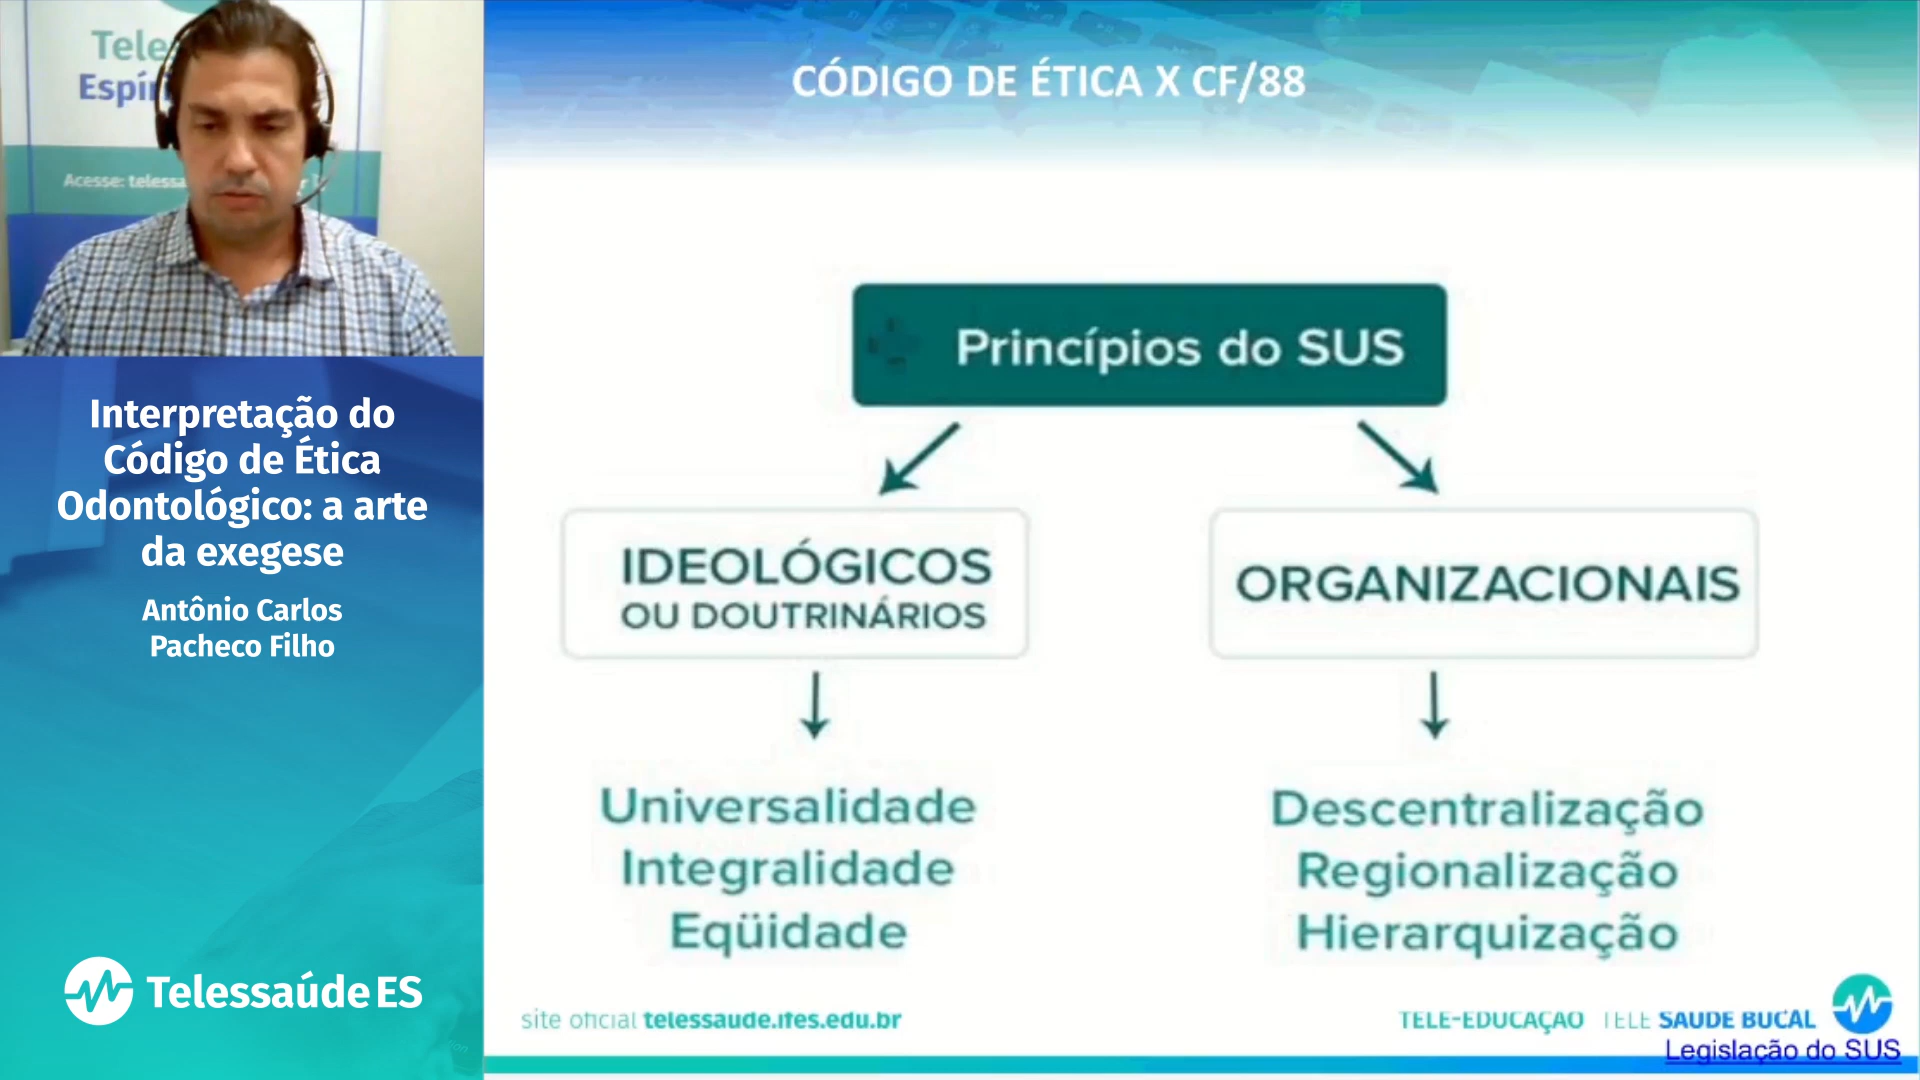 Tele
Espír
Acesse: telessa
Interpretação do
Código de Ética
Odontológico: a arte
da exegese
Antônio Carlos
Pacheco Filho
Telessaúde ES
CÓDIGO DE ÉTICA X CF/88
Princípios do SUS
IDEOLÓGICOS
OU DOUTRINÁRIOS
ORGANIZACIONAIS
Universalidade
Integralidade
Eqüidade
Descentralização
Regionalização
Hierarquização
site oficial telessaude.ifes.edu.br
TELE-EDUCAÇÃO TELE SAÚDE BUCAL
Legislação do SUS